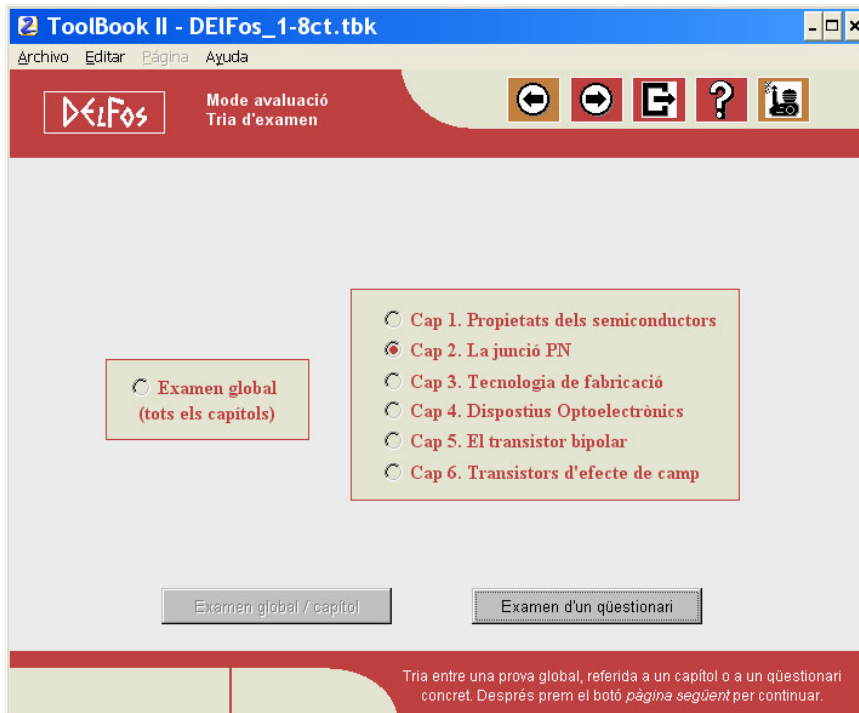 ToolBook II - DElFos_1-8ct.tbk
Archivo Editar Página Ayuda
DELFos
Mode avaluació
Tria d'examen
Cap 1. Propietats dels semiconductors
Cap 2. La junció PN
Cap 3. Tecnologia de fabricació
Cap 4. Dispostius Optoelectrònics
Cap 5. El transistor bipolar
Cap 6. Transistors d'efecte de camp
Examen global
(tots els capítols)
Examen global / capítol
Examen d'un qüestionari
Tria entre una prova global, referida a un capítol o a un qüestionari
concret. Després prem el botó pàgina següent per continuar.